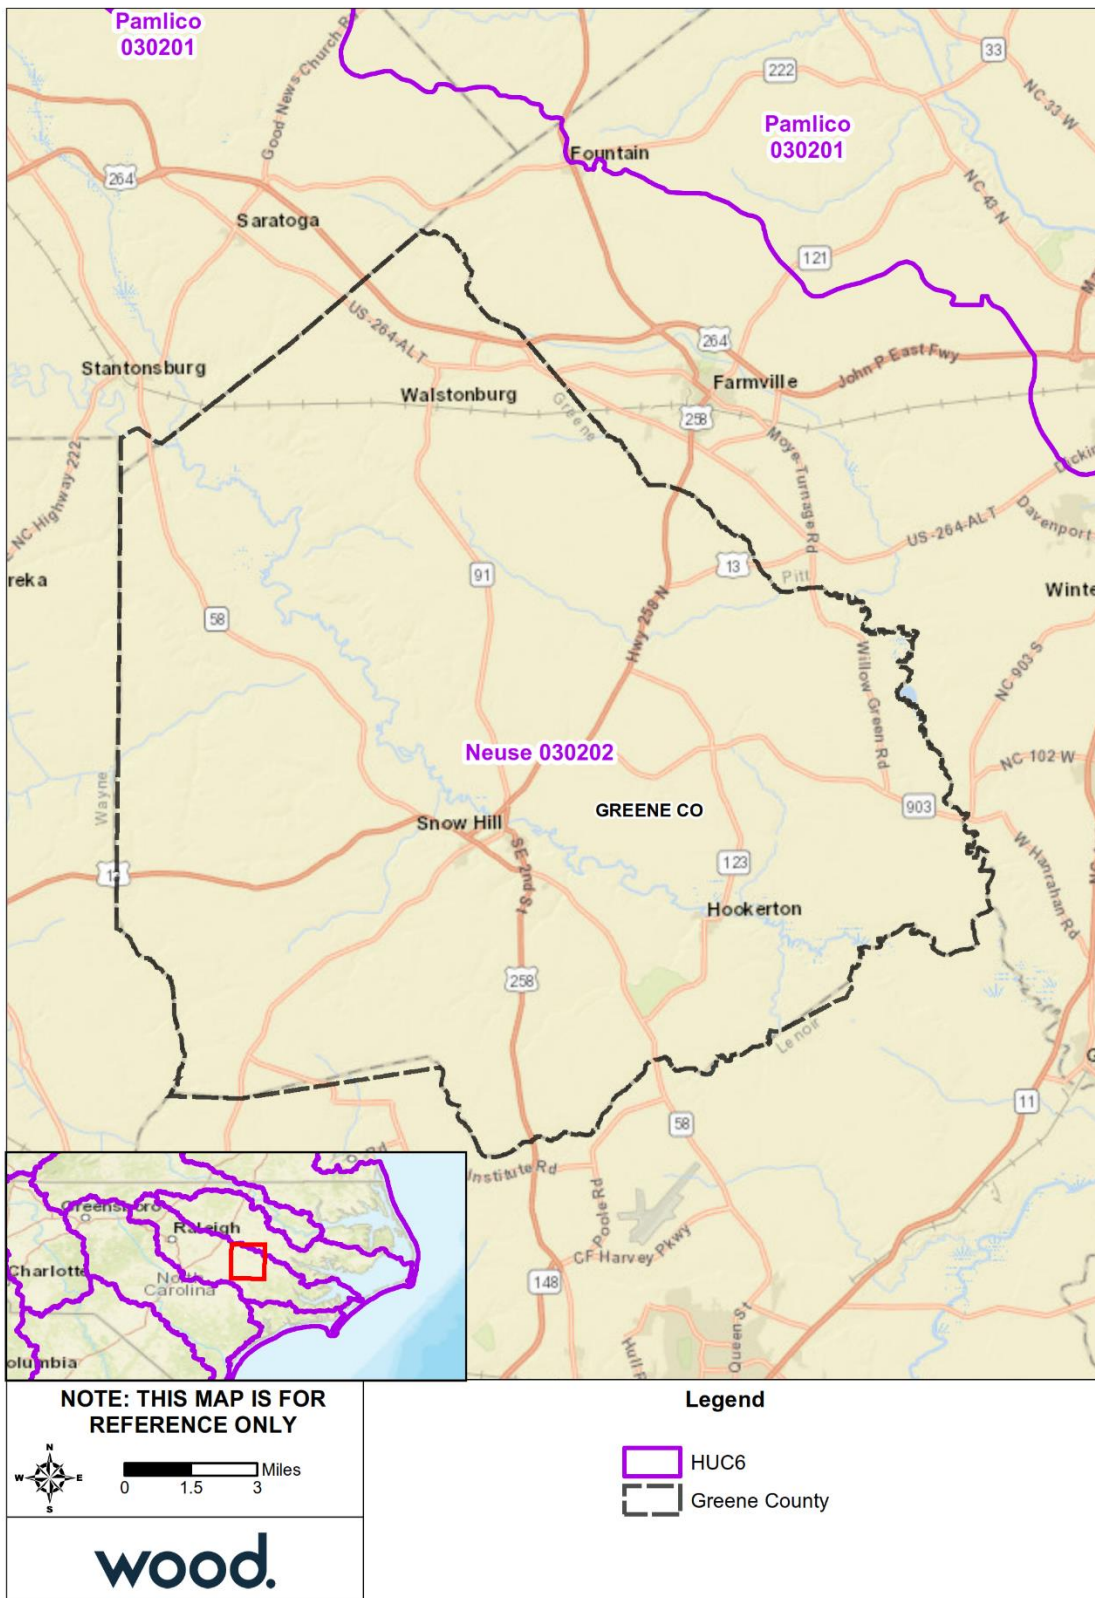 Pamlico
030201
Good News Church R
222
33
NC 33 W
Pamlico
030201
Fountain
264
NC 43 N
Saratoga
121
US-264-ALT
264
John P East Fwy
Stantonsburg
Walstonburg
Farmville
Greene
258
Moye-Turnage Rd
Dickin
E NC Highway 222
US-264-ALT
Davenport
13
Pitt
reka
91
Winte
58
Hwy 258 N
Willow Green Rd
NC 903 S
Neuse 030202
NC 102 W
Wayne
GREENE CO
903
Snow Hill
SE 2nd St
123
W Hanrahan Rd
Hookerton
258
Lenoir
G
11
58
Rd
Institute Rd
Poole Rd
CF Harvey Pkwy
148
Hull R
Queen St
Greensboro
Raleigh
Charlotte
North
Carolina
olumbia
NOTE: THIS MAP IS FOR
REFERENCE ONLY
N
W
E
S
Miles
0
1.5
3
wood.
Legend
HUC6
Greene County